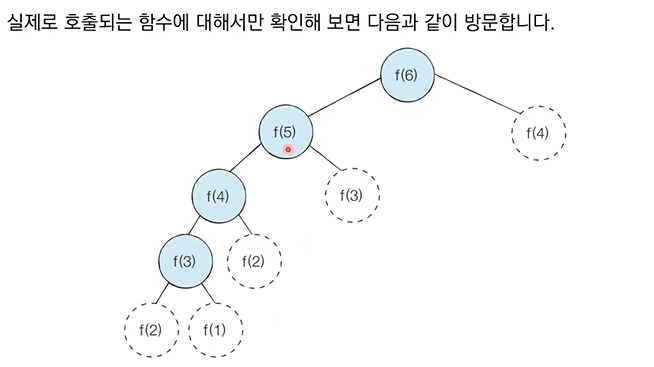 실제로 호출되는 함수에 대해서만 확인해 보면 다음과 같이 방문합니다.
f(6)
f(5)
f(4)
f(4)
f(3)
f(3)
f(2)
f(2)
f(1)